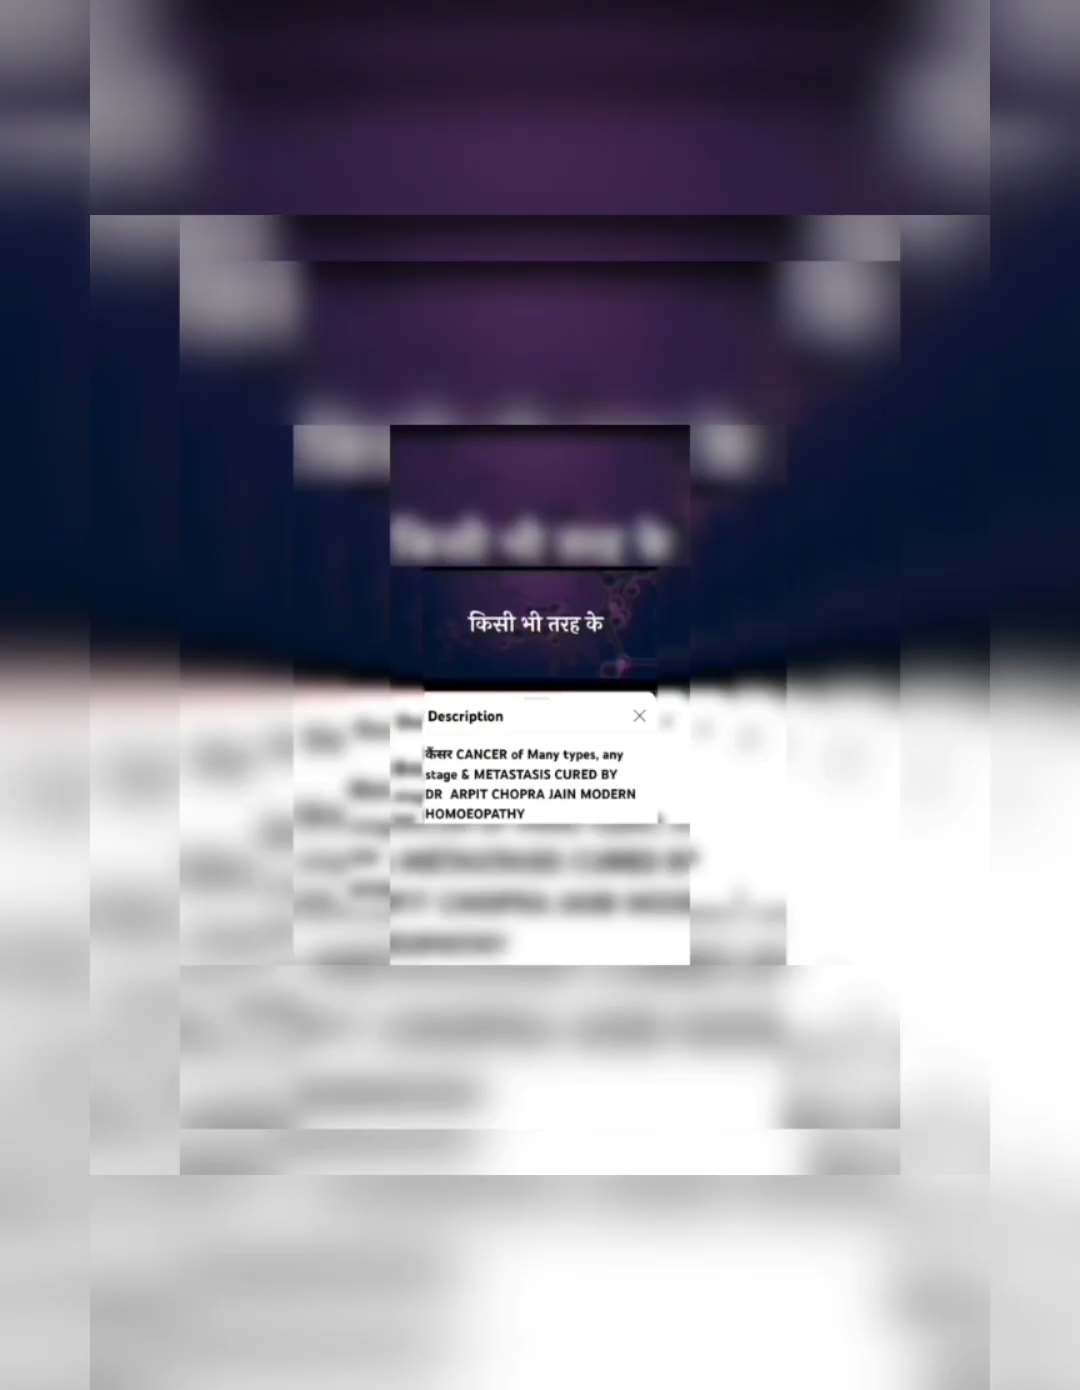 किसी भी तरह के
Description
कैंसर CANCER of Many types, any
stage & METASTASIS CURED BY
DR ARPIT CHOPRA JAIN MODERN
HOMOEOPATHY